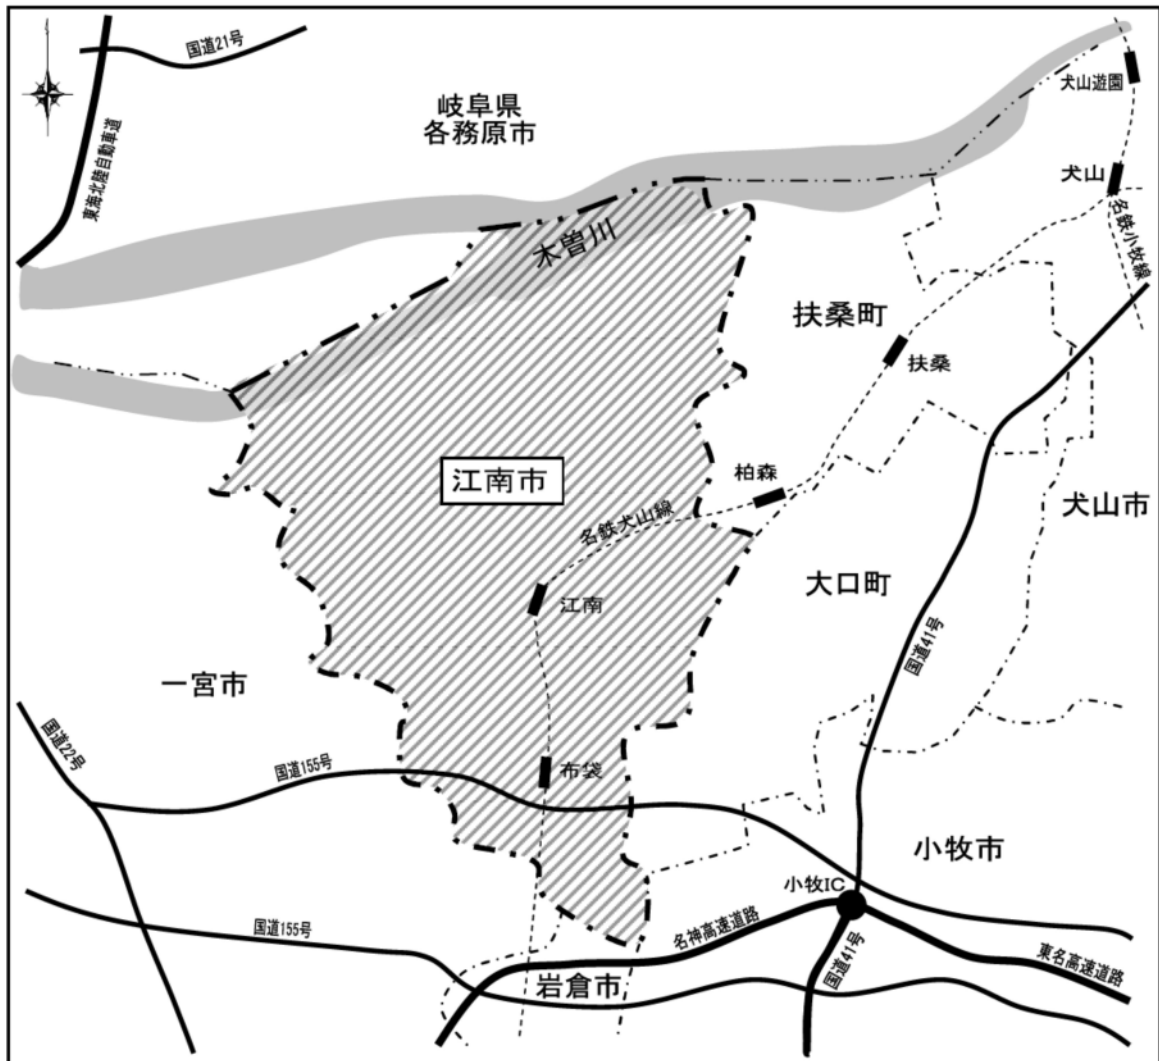 国道21号
東海北陸自動車道
岐阜県
各務原市
犬山遊園
犬山
名鉄小牧線
木曽川
扶桑町
扶桑
江南市
柏森
名鉄犬山線
犬山市
大口町
江南
国道41号
一宮市
国道22号
国道155号
布袋
小牧市
小牧IC
国道155号
名神高速道路
国道41号
東名高速道路
岩倉市